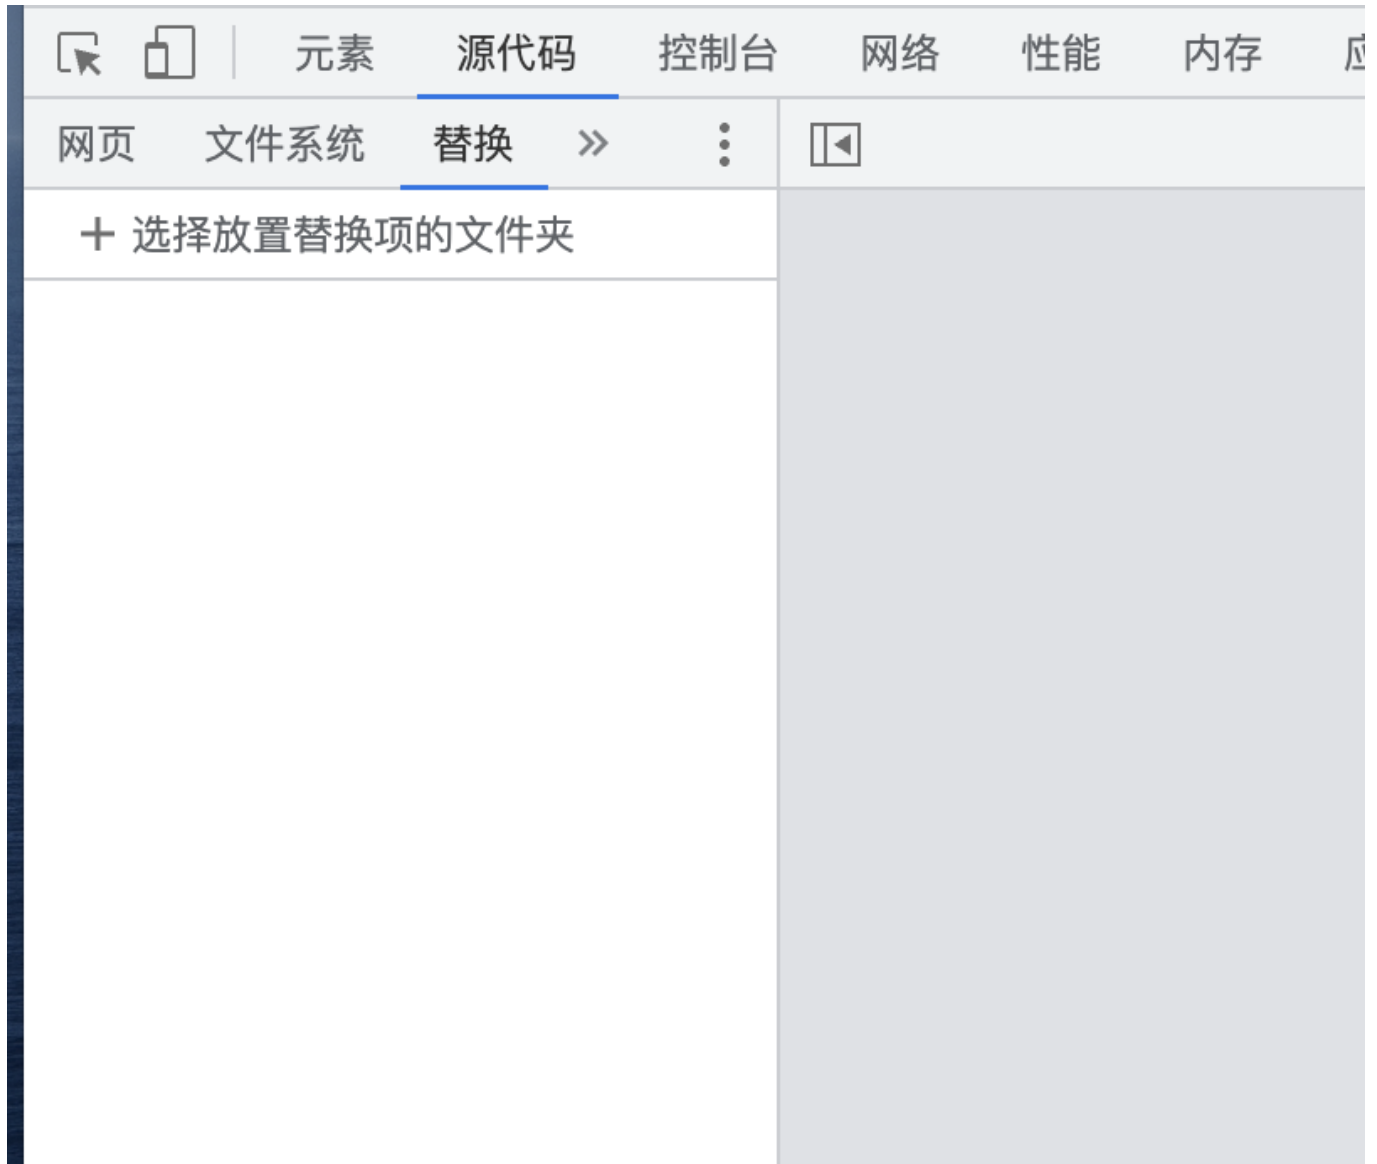 元素 源代码 控制台 网络 性能 内存
网页 文件系统 替换 »
+ 选择放置替换项的文件夹